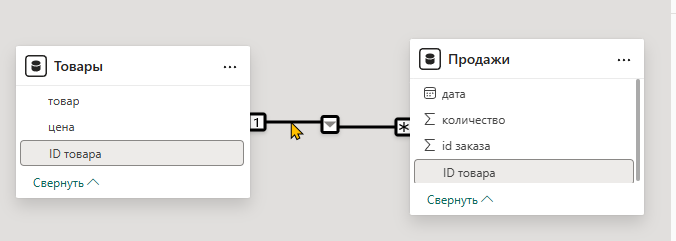 Товары
...
товар
цена
ID товара
Свернуть
1
*
Продажи
...
дата
количество
id заказа
ID товара
Свернуть